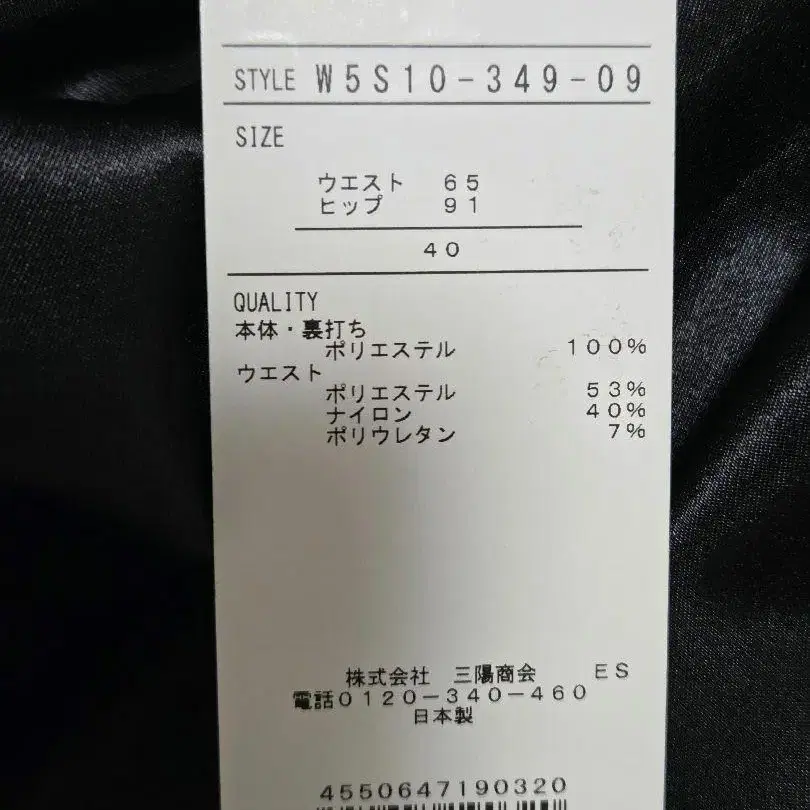 STYLE W5S10-349-09
SIZE
ウエスト 65
ヒップ 91
40
QUALITY
本体・裏打ち
ポリエステル 100%
ウエスト
ポリエステル 53%
ナイロン 40%
ポリウレタン 7%
株式会社 三陽商会 ES
電話0120-340-460
日本製
4550647190320